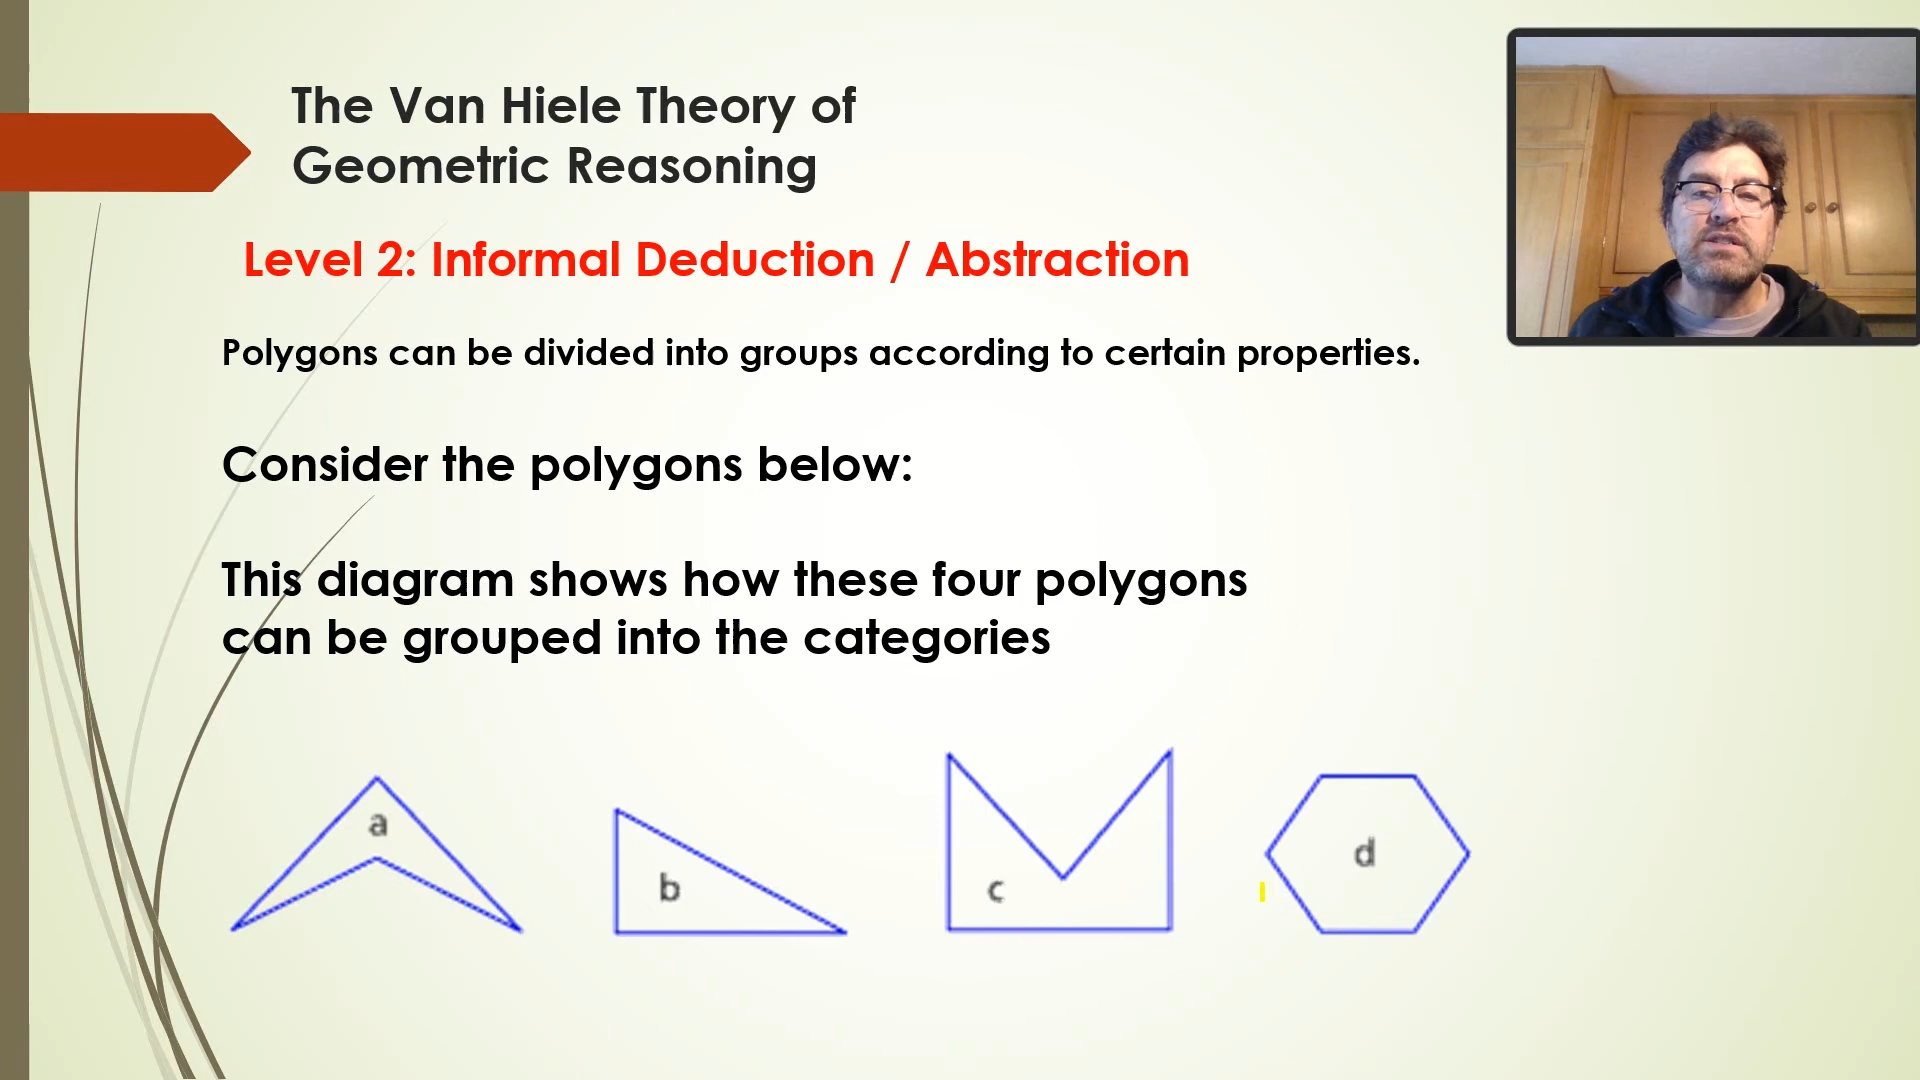 The Van Hiele Theory of
Geometric Reasoning
Level 2: Informal Deduction / Abstraction
Polygons can be divided into groups according to certain properties.
Consider the polygons below:
This diagram shows how these four polygons
can be grouped into the categories
a
b
c
d